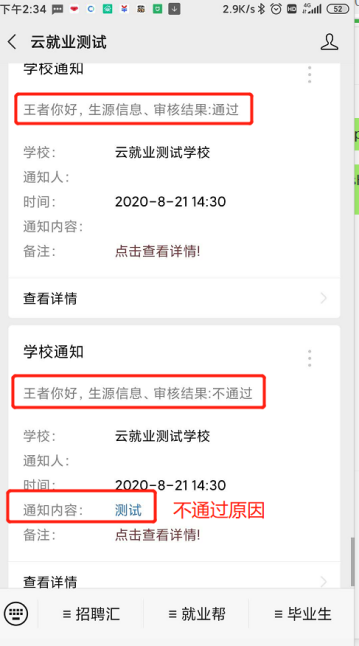 下午2:34
2.9K/s
4G
52
云就业测试
学校通知
王者你好，生源信息、审核结果:通过
学校： 云就业测试学校
通知人：
时间： 2020-8-21 14:30
通知内容：
备注： 点击查看详情!
查看详情
学校通知
王者你好，生源信息、审核结果:不通过
学校： 云就业测试学校
通知人：
时间： 2020-8-21 14:30
通知内容： 测试 不通过原因
备注： 点击查看详情!
查看详情
≡ 招聘汇 ≡ 就业帮 ≡ 毕业生